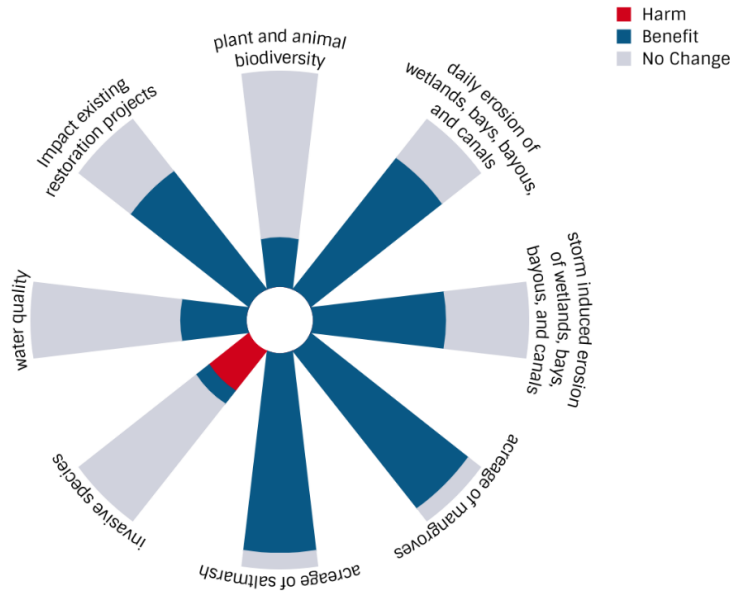 Harm
Benefit
No Change
plant and animal
biodiversity
daily erosion of
wetlands, bays, bayous,
and canals
storm induced erosion
of wetlands, bays,
bayous, and canals
acreage of mangroves
acreage of saltmarsh
invasive species
water quality
Impact existing
restoration projects